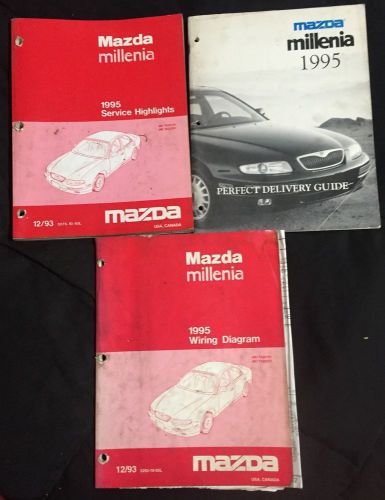 Mazda
millenia
1995
Service Highlights
12/93
mazda
USA, CANADA
mazda
millenia
1995
PERFECT DELIVERY GUIDE
Mazda
millenia
1995
Wiring Diagram
12/93
mazda
USA, CANADA